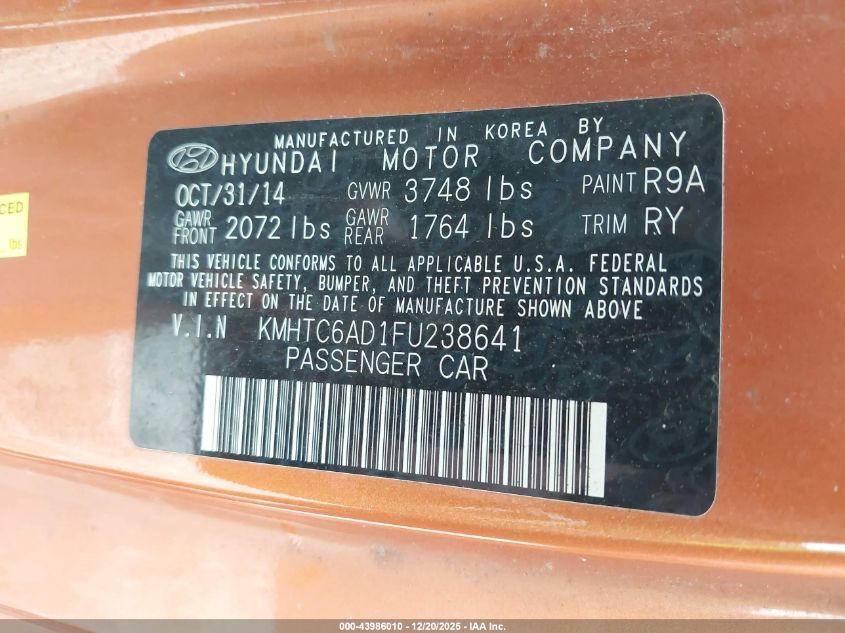 MANUFACTURED IN KOREA BY
HYUNDAI MOTOR COMPANY
OCT/31/14 GVWR 3748 lbs PAINT R9A
GAWR FRONT 2072 lbs GAWR REAR 1764 lbs TRIM RY
THIS VEHICLE CONFORMS TO ALL APPLICABLE U.S.A. FEDERAL
MOTOR VEHICLE SAFETY, BUMPER, AND THEFT PREVENTION STANDARDS
IN EFFECT ON THE DATE OF MANUFACTURE SHOWN ABOVE
V.I.N KMHTC6AD1FU238641
PASSENGER CAR
CED
lbs
000-43986010 - 12/20/2025 - IAA Inc.